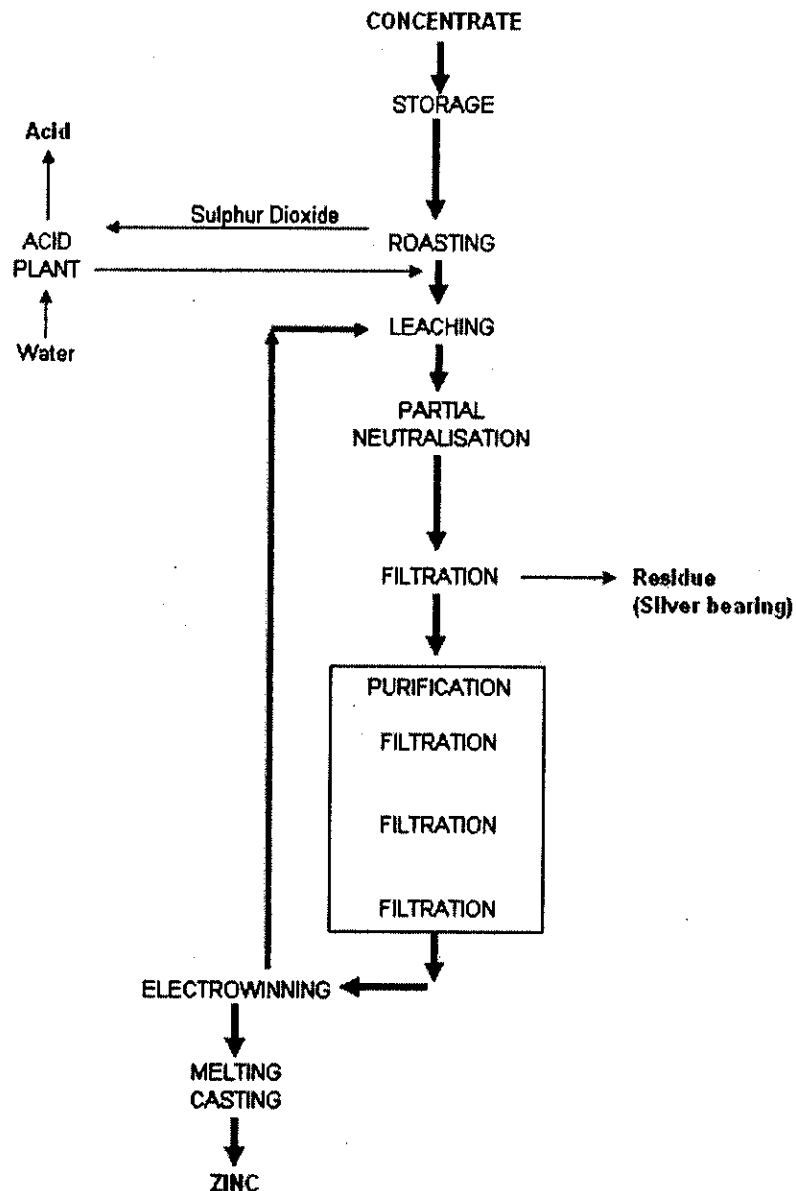 CONCENTRATE
STORAGE
Acid
Sulphur Dioxide
ACID
PLANT
ROASTING
LEACHING
Water
PARTIAL
NEUTRALISATION
FILTRATION
Residue
(Silver bearing)
PURIFICATION
FILTRATION
FILTRATION
FILTRATION
ELECTROWINNING
MELTING
CASTING
ZINC